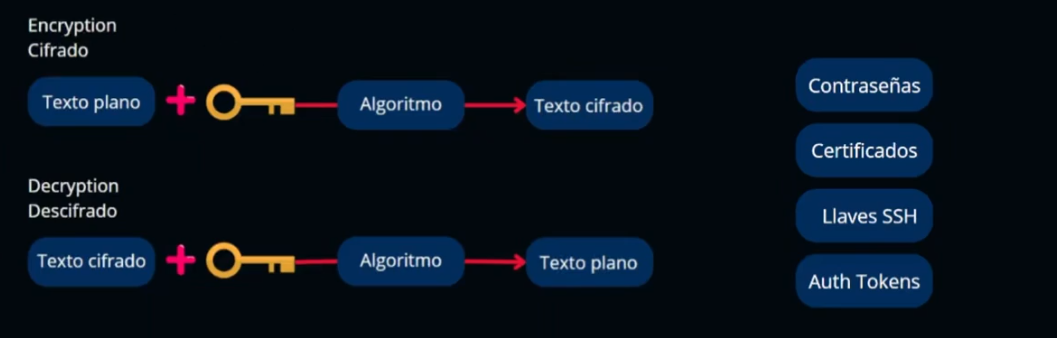 Encryption
Cifrado
Texto plano
Algoritmo
Texto cifrado
Decryption
Descifrado
Texto cifrado
Algoritmo
Texto plano
Contraseñas
Certificados
Llaves SSH
Auth Tokens